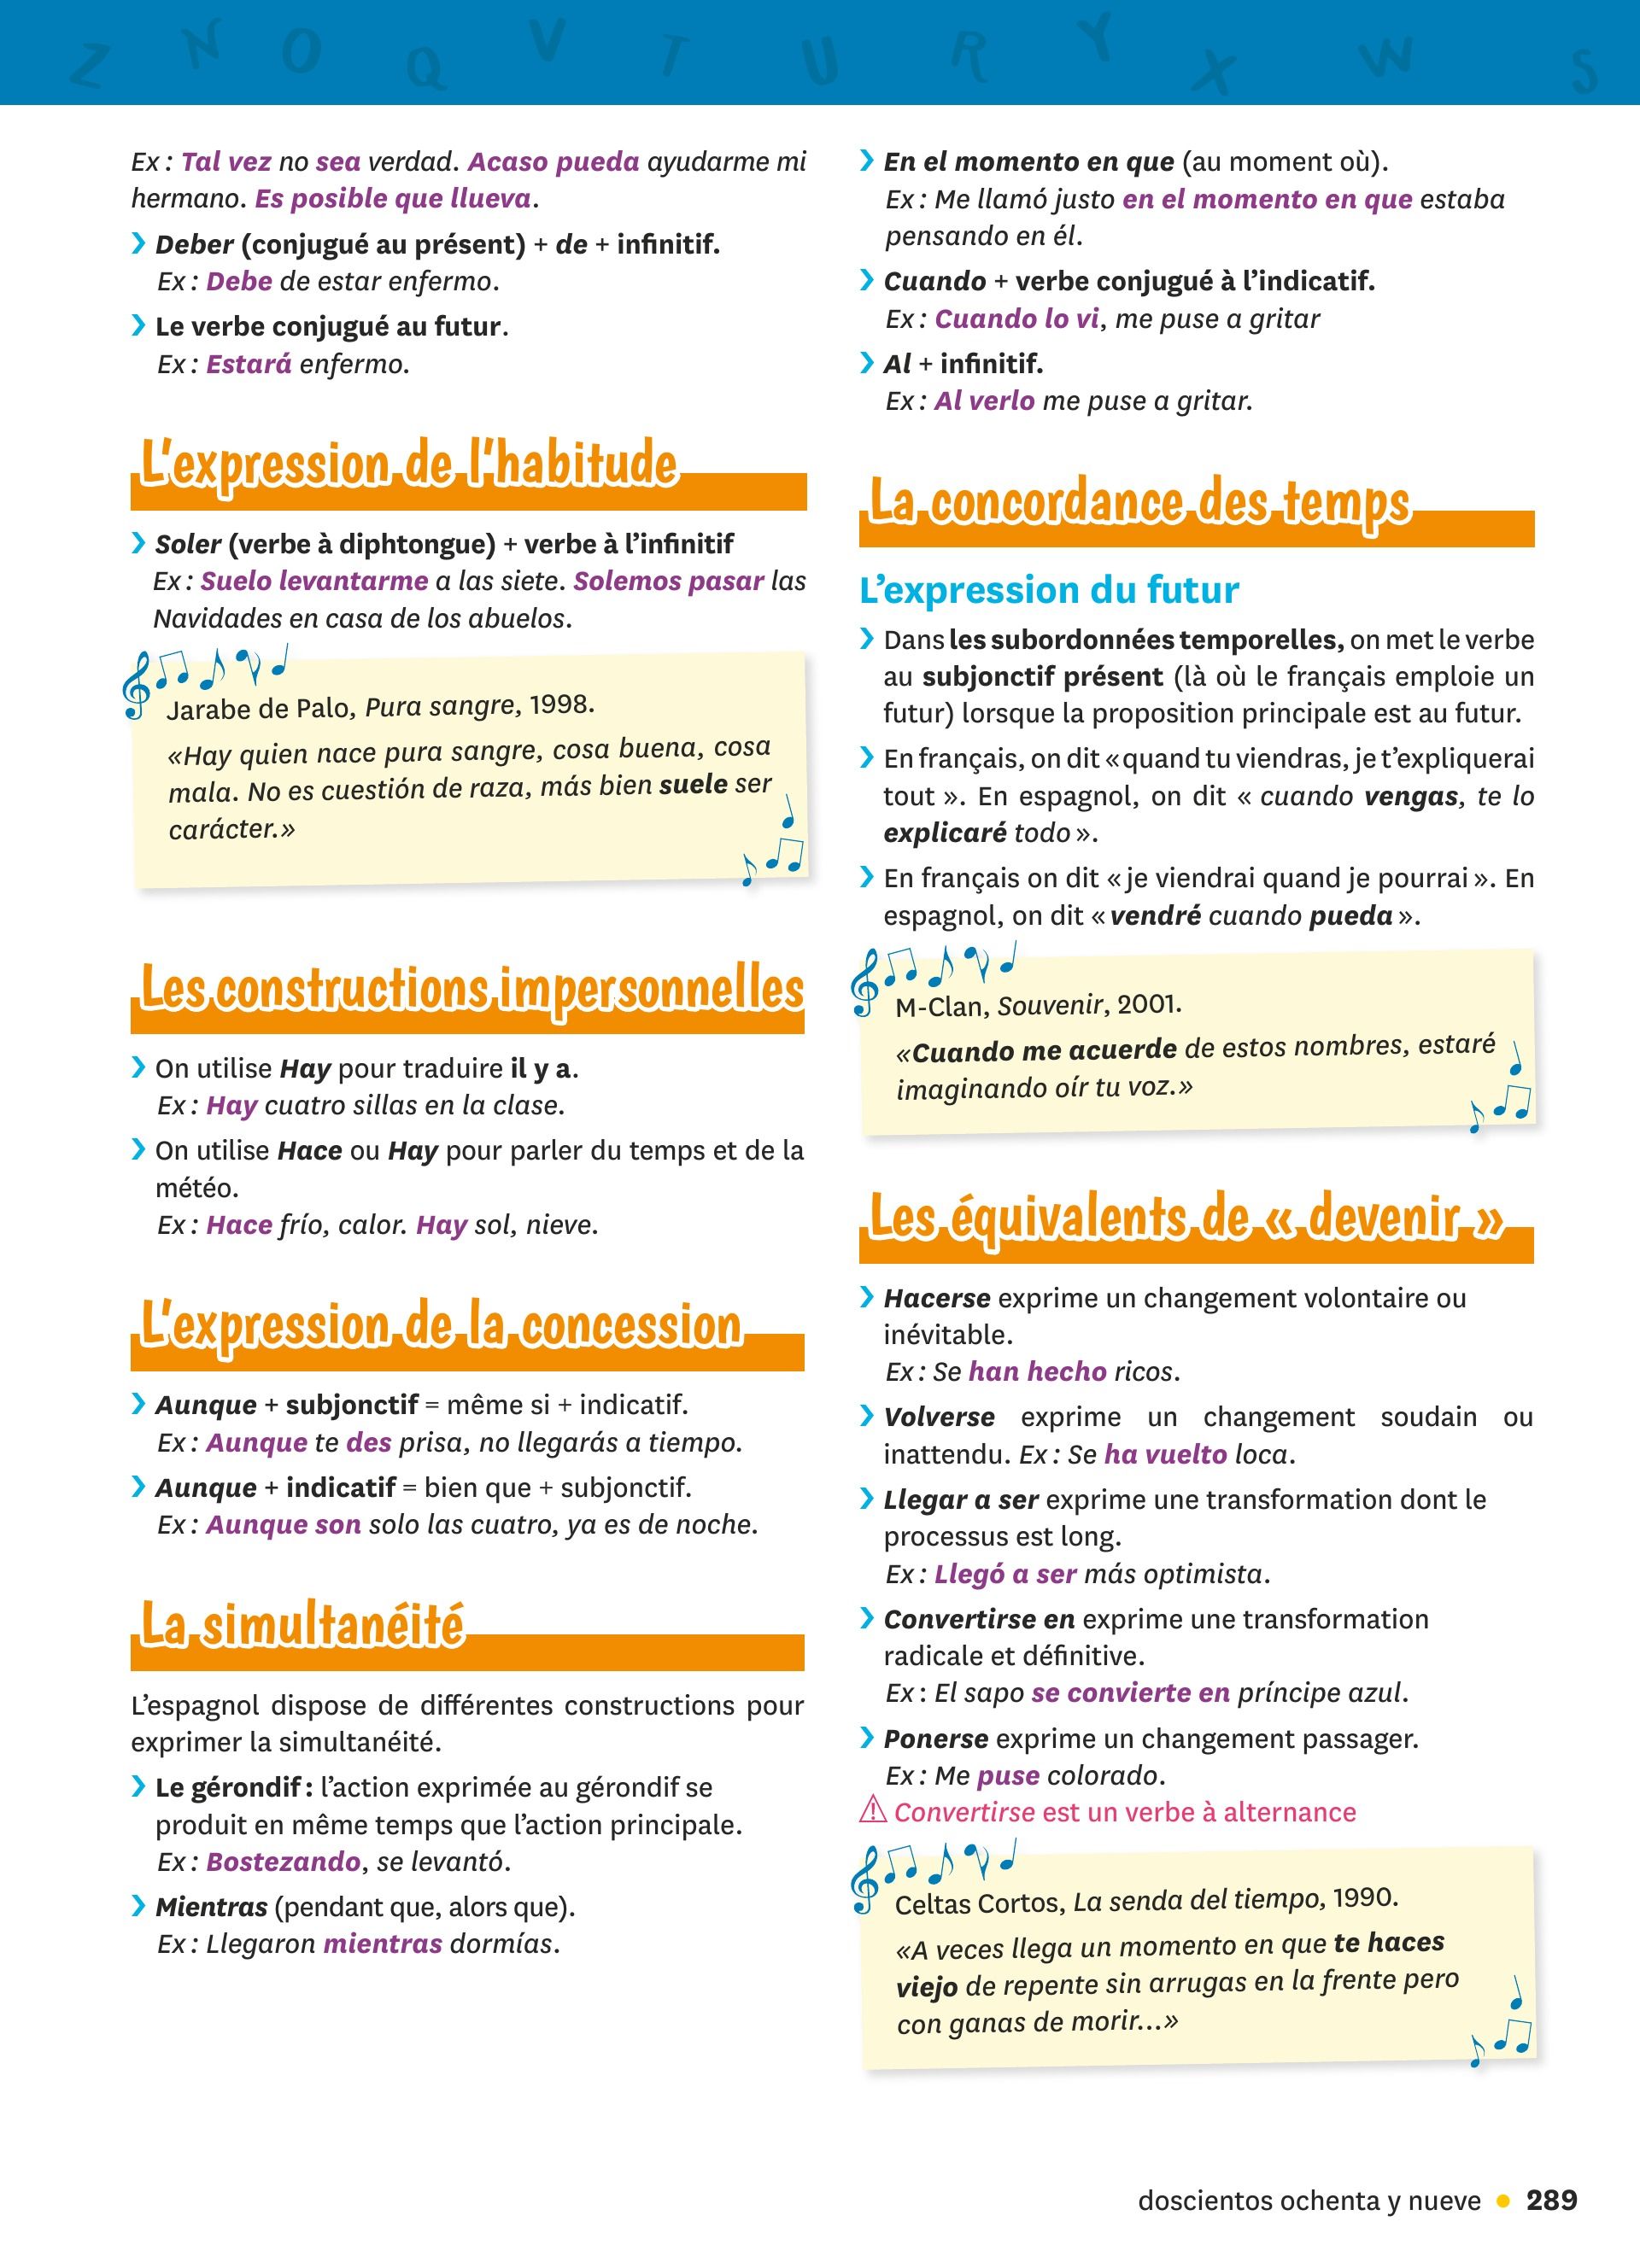 Z N O Q V T U R Y X W S
Ex : Tal vez no sea verdad. Acaso pueda ayudarme mi
hermano. Es posible que llueva.
› Deber (conjugué au présent) + de + infinitif.
Ex : Debe de estar enfermo.
› Le verbe conjugué au futur.
Ex : Estará enfermo.
L'expression de l'habitude
› Soler (verbe à diphtongue) + verbe à l'infinitif
Ex : Suelo levantarme a las siete. Solemos pasar las
Navidades en casa de los abuelos.
Jarabe de Palo, Pura sangre, 1998.
«Hay quien nace pura sangre, cosa buena, cosa
mala. No es cuestión de raza, más bien suele ser
carácter.»
Les constructions impersonnelles
› On utilise Hay pour traduire il y a.
Ex : Hay cuatro sillas en la clase.
› On utilise Hace ou Hay pour parler du temps et de la
météo.
Ex : Hace frío, calor. Hay sol, nieve.
L'expression de la concession
› Aunque + subjonctif = même si + indicatif.
Ex : Aunque te des prisa, no llegarás a tiempo.
› Aunque + indicatif = bien que + subjonctif.
Ex : Aunque son solo las cuatro, ya es de noche.
La simultanéité
L'espagnol dispose de différentes constructions pour
exprimer la simultanéité.
› Le gérondif : l'action exprimée au gérondif se
produit en même temps que l'action principale.
Ex : Bostezando, se levantó.
› Mientras (pendant que, alors que).
Ex : Llegaron mientras dormías.
› En el momento en que (au moment où).
Ex : Me llamó justo en el momento en que estaba
pensando en él.
› Cuando + verbe conjugué à l'indicatif.
Ex : Cuando lo vi, me puse a gritar
› Al + infinitif.
Ex : Al verlo me puse a gritar.
La concordance des temps
L'expression du futur
› Dans les subordonnées temporelles, on met le verbe
au subjonctif présent (là où le français emploie un
futur) lorsque la proposition principale est au futur.
› En français, on dit « quand tu viendras, je t'expliquerai
tout ». En espagnol, on dit « cuando vengas, te lo
explicaré todo ».
› En français on dit « je viendrai quand je pourrai ». En
espagnol, on dit « vendré cuando pueda ».
M-Clan, Souvenir, 2001.
«Cuando me acuerde de estos nombres, estaré
imaginando oír tu voz.»
Les équivalents de « devenir »
› Hacerse exprime un changement volontaire ou
inévitable.
Ex : Se han hecho ricos.
› Volverse exprime un changement soudain ou
inattendu. Ex : Se ha vuelto loca.
› Llegar a ser exprime une transformation dont le
processus est long.
Ex : Llegó a ser más optimista.
› Convertirse en exprime une transformation
radicale et définitive.
Ex : El sapo se convierte en príncipe azul.
› Ponerse exprime un changement passager.
Ex : Me puse colorado.
⚠ Convertirse est un verbe à alternance
Celtas Cortos, La senda del tiempo, 1990.
«A veces llega un momento en que te haces
viejo de repente sin arrugas en la frente pero
con ganas de morir...»
doscientos ochenta y nueve • 289